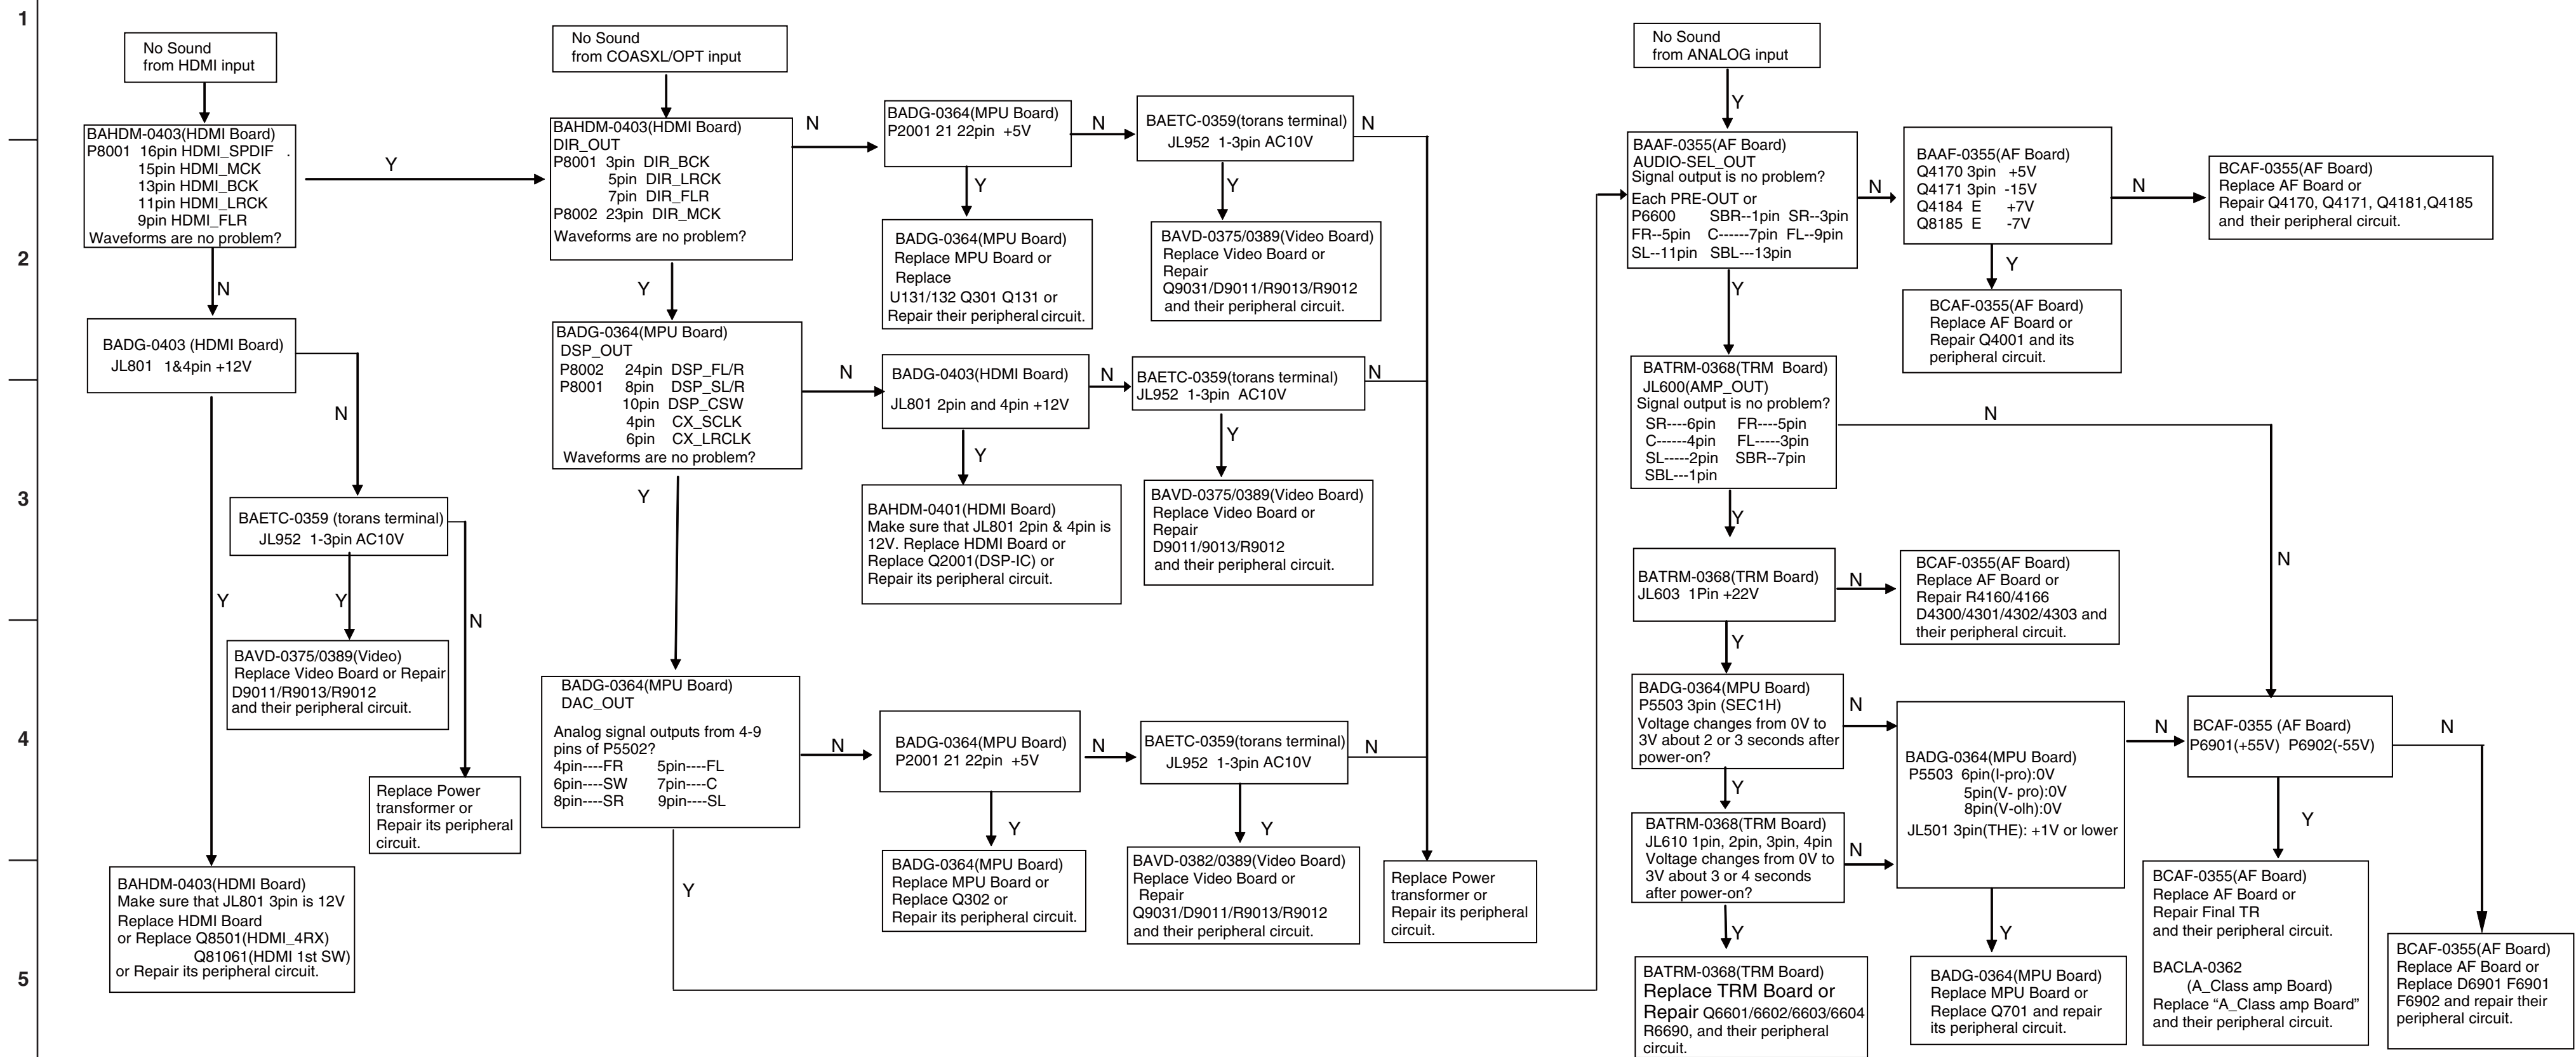 1
2
3
4
5
No Sound
from HDMI input
BAHDM-0403(HDMI Board)
P8001 16pin HDMI_SPDIF .
15pin HDMI_MCK
13pin HDMI_BCK
11pin HDMI_LRCK
9pin HDMI_FLR
Waveforms are no problem?
Y
N
BADG-0403 (HDMI Board)
JL801 1&4pin +12V
N
Y
BAETC-0359 (torans terminal)
JL952 1-3pin AC10V
Y
N
BAVD-0375/0389(Video)
Replace Video Board or Repair
D9011/R9013/R9012
and their peripheral circuit.
Replace Power
transformer or
Repair its peripheral
circuit.
BAHDM-0403(HDMI Board)
Make sure that JL801 3pin is 12V
Replace HDMI Board
or Replace Q8501(HDMI_4RX)
Q81061(HDMI 1st SW)
or Repair its peripheral circuit.
No Sound
from COASXL/OPT input
BAHDM-0403(HDMI Board)
DIR_OUT
P8001 3pin DIR_BCK
5pin DIR_LRCK
7pin DIR_FLR
P8002 23pin DIR_MCK
Waveforms are no problem?
N
Y
BADG-0364(MPU Board)
P2001 21 22pin +5V
N
Y
BAETC-0359(torans terminal)
JL952 1-3pin AC10V
N
Y
BADG-0364(MPU Board)
Replace MPU Board or
Replace
U131/132 Q301 Q131 or
Repair their peripheral circuit.
BAVD-0375/0389(Video Board)
Replace Video Board or
Repair
Q9031/D9011/R9013/R9012
and their peripheral circuit.
BADG-0364(MPU Board)
DSP_OUT
P8002 24pin DSP_FL/R
P8001 8pin DSP_SL/R
10pin DSP_CSW
4pin CX_SCLK
6pin CX_LRCLK
Waveforms are no problem?
N
Y
BADG-0403(HDMI Board)
JL801 2pin and 4pin +12V
N
Y
BAETC-0359(torans terminal)
JL952 1-3pin AC10V
N
Y
BAHDM-0401(HDMI Board)
Make sure that JL801 2pin & 4pin is
12V. Replace HDMI Board or
Replace Q2001(DSP-IC) or
Repair its peripheral circuit.
BAVD-0375/0389(Video Board)
Replace Video Board or
Repair
D9011/9013/R9012
and their peripheral circuit.
BADG-0364(MPU Board)
DAC_OUT
Analog signal outputs from 4-9
pins of P5502?
4pin----FR 5pin----FL
6pin----SW 7pin----C
8pin----SR 9pin----SL
N
Y
BADG-0364(MPU Board)
P2001 21 22pin +5V
N
Y
BAETC-0359(torans terminal)
JL952 1-3pin AC10V
N
Y
BADG-0364(MPU Board)
Replace MPU Board or
Replace Q302 or
Repair its peripheral circuit.
BAVD-0382/0389(Video Board)
Replace Video Board or
Repair
Q9031/D9011/R9013/R9012
and their peripheral circuit.
Replace Power
transformer or
Repair its peripheral
circuit.
No Sound
from ANALOG input
Y
BAAF-0355(AF Board)
AUDIO-SEL_OUT
Signal output is no problem?
Each PRE-OUT or
P6600 SBR--1pin SR--3pin
FR--5pin C------7pin FL--9pin
SL--11pin SBL---13pin
N
Y
BAAF-0355(AF Board)
Q4170 3pin +5V
Q4171 3pin -15V
Q4184 E +7V
Q8185 E -7V
N
Y
BCAF-0355(AF Board)
Replace AF Board or
Repair Q4170, Q4171, Q4181,Q4185
and their peripheral circuit.
BCAF-0355(AF Board)
Replace AF Board or
Repair Q4001 and its
peripheral circuit.
BATRM-0368(TRM Board)
JL600(AMP_OUT)
Signal output is no problem?
SR----6pin FR----5pin
C------4pin FL-----3pin
SL-----2pin SBR--7pin
SBL---1pin
N
N
Y
BATRM-0368(TRM Board)
JL603 1Pin +22V
N
Y
BCAF-0355(AF Board)
Replace AF Board or
Repair R4160/4166
D4300/4301/4302/4303 and
their peripheral circuit.
BADG-0364(MPU Board)
P5503 3pin (SEC1H)
Voltage changes from 0V to
3V about 2 or 3 seconds after
power-on?
N
Y
BATRM-0368(TRM Board)
JL610 1pin, 2pin, 3pin, 4pin
Voltage changes from 0V to
3V about 3 or 4 seconds
after power-on?
N
Y
BATRM-0368(TRM Board)
Replace TRM Board or
Repair Q6601/6602/6603/6604
R6690, and their peripheral
circuit.
BADG-0364(MPU Board)
P5503 6pin(I-pro):0V
5pin(V- pro):0V
8pin(V-olh):0V
JL501 3pin(THE): +1V or lower
N
Y
BADG-0364(MPU Board)
Replace MPU Board or
Replace Q701 and repair
its peripheral circuit.
BCAF-0355 (AF Board)
P6901(+55V) P6902(-55V)
N
Y
BCAF-0355(AF Board)
Replace AF Board or
Repair Final TR
and their peripheral circuit.
BACLA-0362
(A_Class amp Board)
Replace “A_Class amp Board”
and their peripheral circuit.
BCAF-0355(AF Board)
Replace AF Board or
Replace D6901 F6901
F6902 and repair their
peripheral circuit.